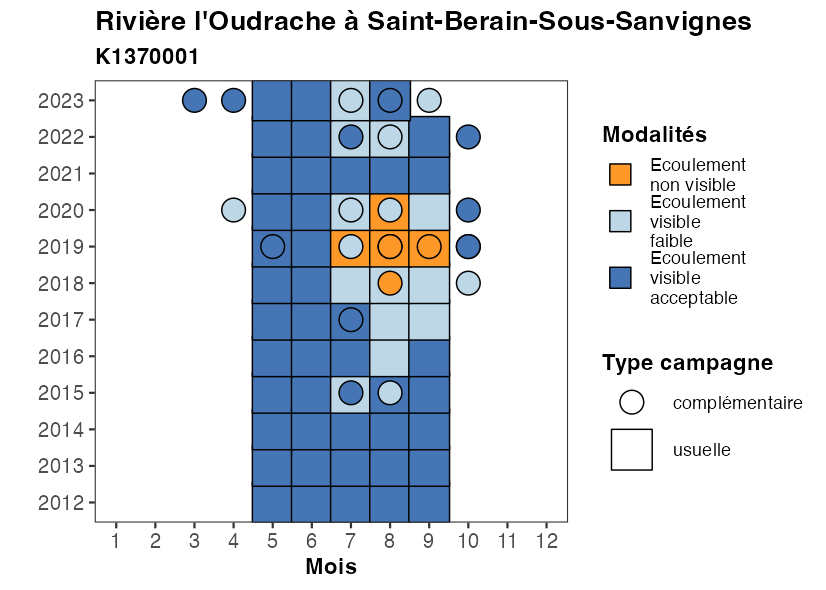 Rivière l'Oudrache à Saint-Berain-Sous-Sanvignes
K1370001
2023
2022
2021
2020
2019
2018
2017
2016
2015
2014
2013
2012
1 2 3 4 5 6 7 8 9 10 11 12
Mois
Modalités
Ecoulement
non visible
Ecoulement
visible
faible
Ecoulement
visible
acceptable
Type campagne
complémentaire
usuelle